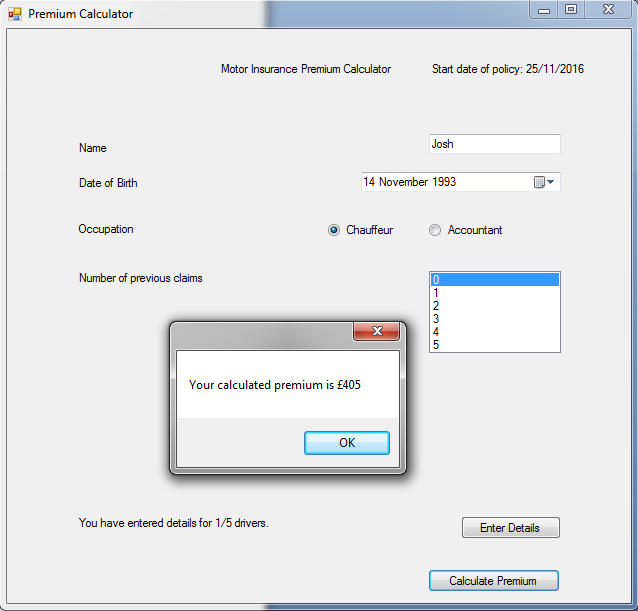 Premium Calculator
Motor Insurance Premium Calculator Start date of policy: 25/11/2016
Name Josh
Date of Birth 14 November 1993
Occupation Chauffeur Accountant
Number of previous claims 0
1
2
3
4
5
Your calculated premium is £405
OK
You have entered details for 1/5 drivers. Enter Details
Calculate Premium